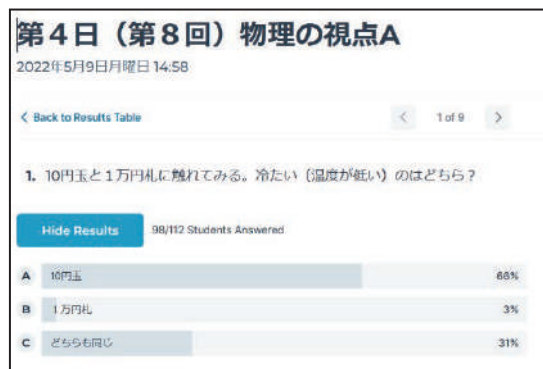 第4日（第8回）物理の視点A
2022年5月9日月曜日 14:58
Back to Results Table
1 of 9
1. 10円玉と1万円札に触れてみる。冷たい（温度が低い）のはどちら？
Hide Results 98/112 Students Answered
A 10円玉 66%
B 1万円札 3%
C どちらも同じ 31%